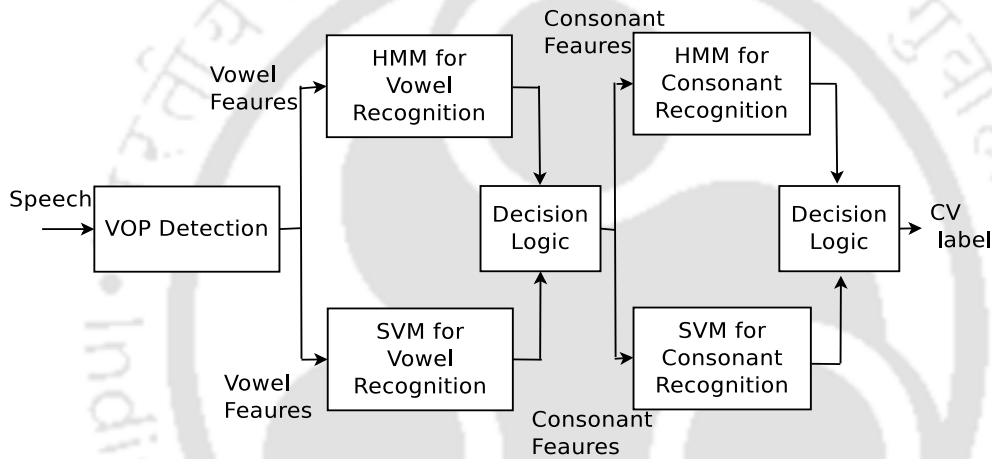 Speech
VOP Detection
Vowel
Feaures
HMM for
Vowel
Recognition
Vowel
Feaures
SVM for
Vowel
Recognition
Decision
Logic
Consonant
Feaures
HMM for
Consonant
Recognition
Consonant
Feaures
SVM for
Consonant
Recognition
Decision
Logic
CV
label